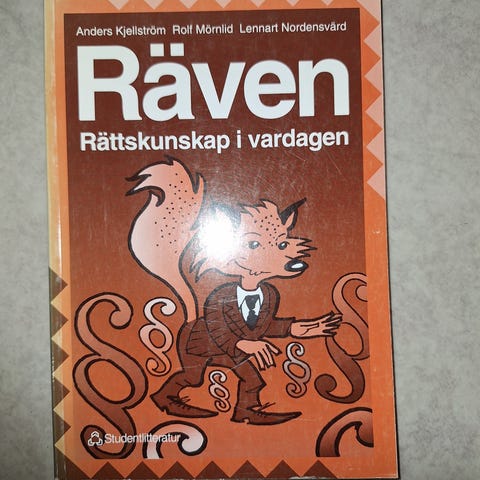 Anders Kjellström Rolf Mörnlid Lennart Nordensvärd
Räven
Rättskunskap i vardagen
Studentlitteratur